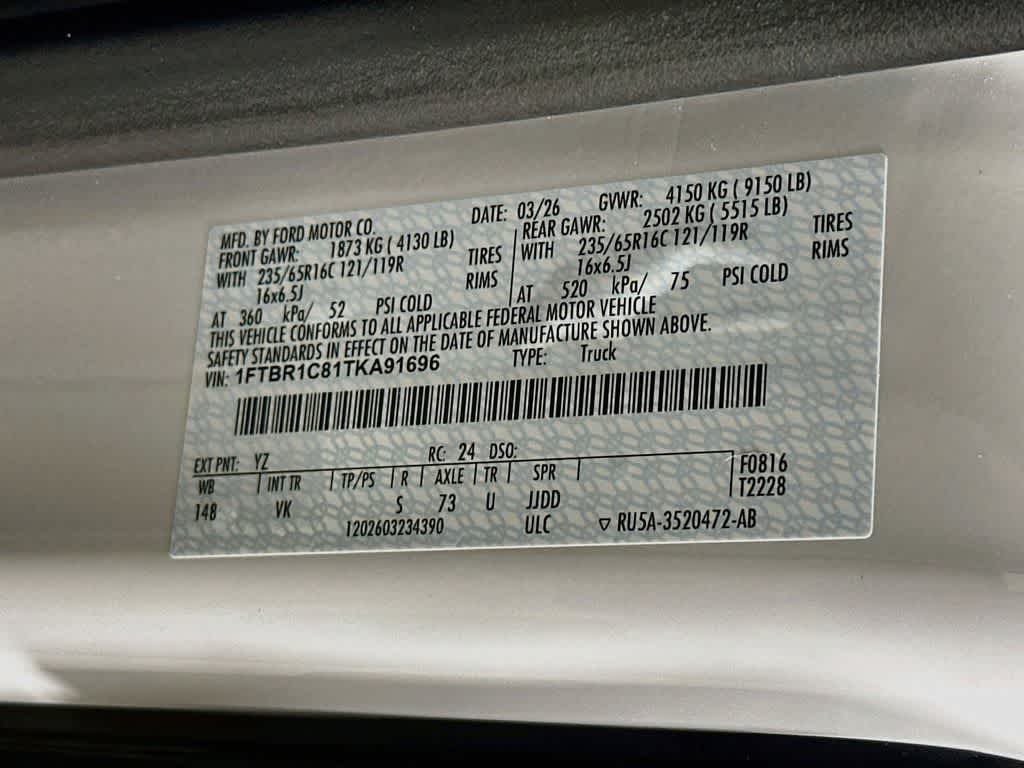 MFD. BY FORD MOTOR CO. DATE: 03/26 GVWR: 4150 KG ( 9150 LB)
FRONT GAWR: 1873 KG ( 4130 LB) REAR GAWR: 2502 KG ( 5515 LB)
WITH 235/65R16C 121/119R TIRES WITH 235/65R16C 121/119R TIRES
16x6.5J RIMS 16x6.5J RIMS
AT 360 kPa/ 52 PSI COLD AT 520 kPa/ 75 PSI COLD
THIS VEHICLE CONFORMS TO ALL APPLICABLE FEDERAL MOTOR VEHICLE
SAFETY STANDARDS IN EFFECT ON THE DATE OF MANUFACTURE SHOWN ABOVE.
VIN: 1FTBR1C81TKA91696 TYPE: Truck
EXT PNT: YZ RC: 24 DSO:
WB INT TR TP/PS R AXLE TR SPR F0816
148 VK S 73 U JJDD T2228
1202603234390 ULC ▽ RU5A-3520472-AB